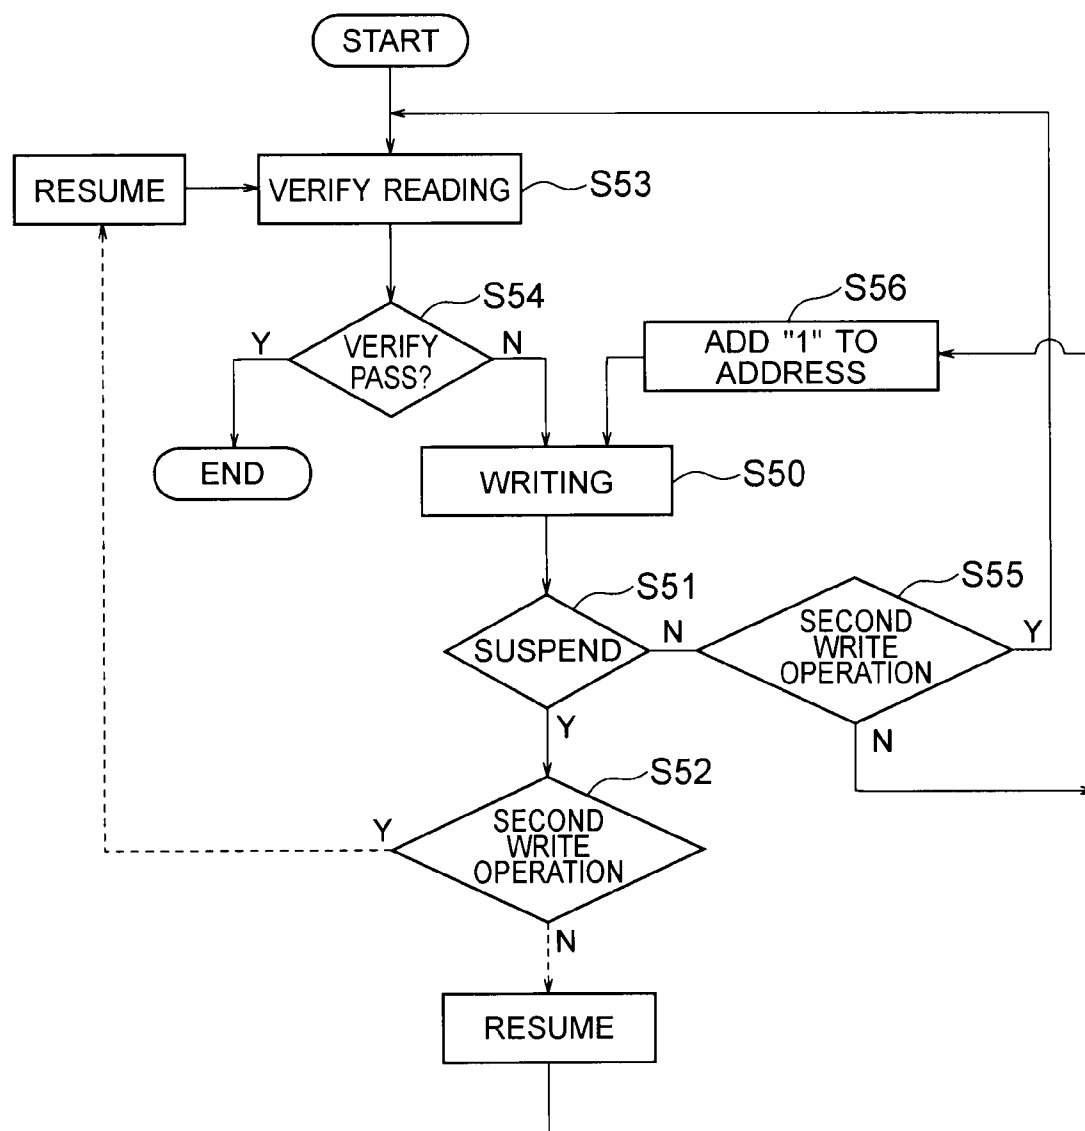 START
RESUME
VERIFY READING
S53
S54
Y
VERIFY
PASS?
N
S56
ADD "1" TO
ADDRESS
END
WRITING
S50
S51
SUSPEND
N
S55
SECOND
WRITE
OPERATION
Y
Y
N
S52
Y
SECOND
WRITE
OPERATION
N
RESUME